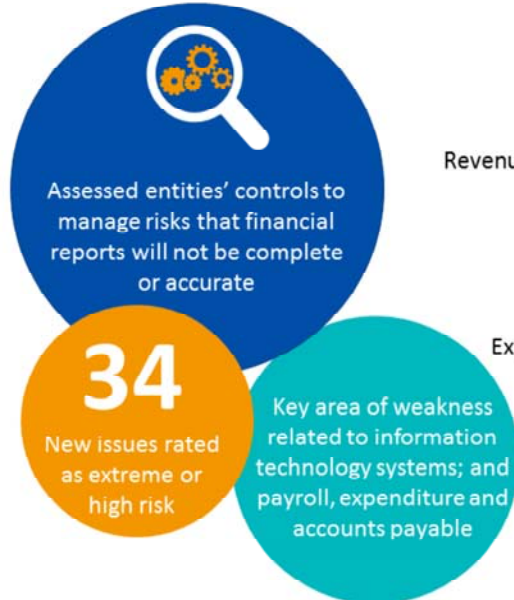 Assessed entities' controls to
manage risks that financial
reports will not be complete
or accurate
34
New issues rated
as extreme or
high risk
Key area of weakness
related to information
technology systems; and
payroll, expenditure and
accounts payable